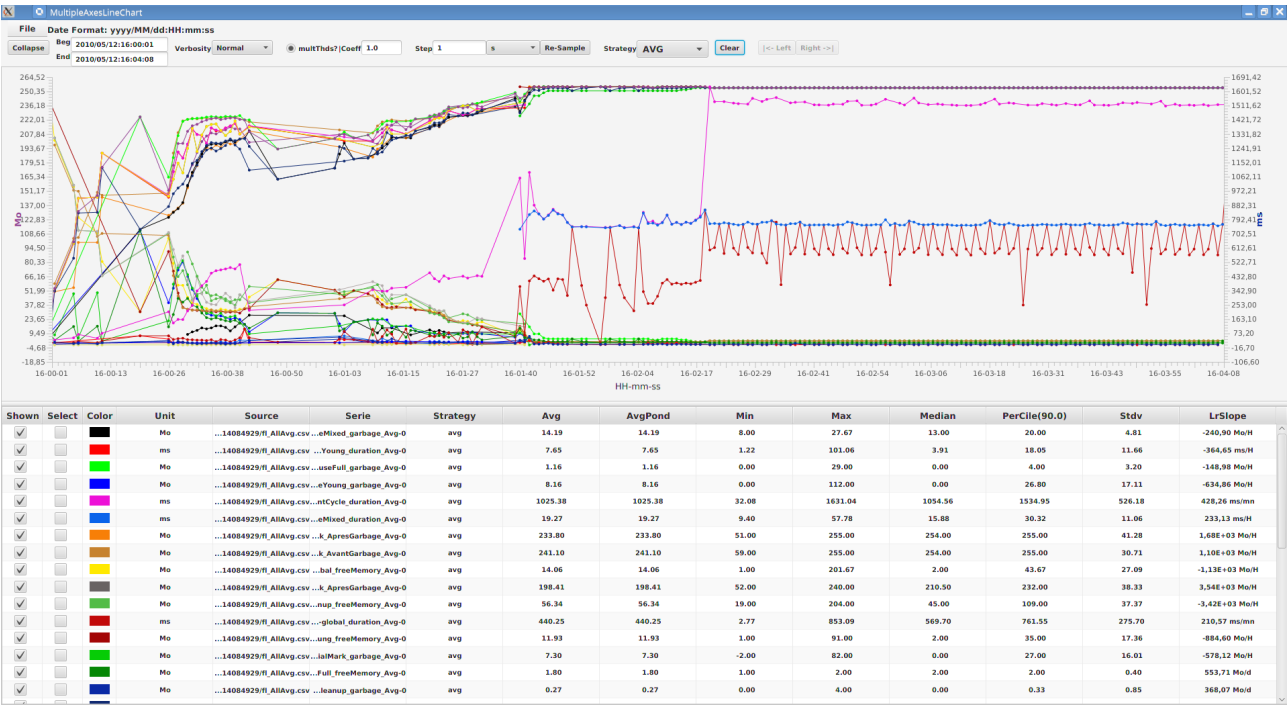 MultipleAxesLineChart
File Date Format: yyyy/MM/dd:HH:mm:ss
Collapse Beg 2010/05/12:16:00:01 Verbosity Normal multThds?|Coeff 1.0 Step 1 s Re-Sample Strategy AVG Clear |<- Left Right ->|
End 2010/05/12:16:04:08
264,52 1691,42
250,35 1601,52
236,18 1511,62
222,01 1421,72
207,84 1331,82
193,67 1241,91
179,51 1152,01
165,34 1062,11
151,17 972,21
137,00 882,31
122,83 792,41
108,66 702,51
94,50 612,61
80,33 522,71
66,16 432,80
51,99 342,90
37,82 253,00
23,65 163,10
9,49 73,20
-4,68 -16,70
-18,85 -106,60
Mo
ms
16-00-01 16-00-13 16-00-26 16-00-38 16-00-50 16-01-03 16-01-15 16-01-27 16-01-40 16-01-52 16-02-04 16-02-17 16-02-29 16-02-41 16-02-54 16-03-06 16-03-18 16-03-31 16-03-43 16-03-55 16-04-08
HH-mm-ss
Shown Select Color Unit Source Serie Strategy Avg AvgPond Min Max Median PerCile(90.0) Stdv LrSlope
Mo ...14084929/fl_AllAvg.csv ...eMixed_garbage_Avg-0 avg 14.19 14.19 8.00 27.67 13.00 20.00 4.81 -240,90 Mo/H
ms ...14084929/fl_AllAvg.csv ...Young_duration_Avg-0 avg 7.65 7.65 1.22 101.06 3.91 18.05 11.66 -364,65 ms/H
Mo ...14084929/fl_AllAvg.csv ...useFull_garbage_Avg-0 avg 1.16 1.16 0.00 29.00 0.00 4.00 3.20 -148,98 Mo/H
Mo ...14084929/fl_AllAvg.csv ...eYoung_garbage_Avg-0 avg 8.16 8.16 0.00 112.00 0.00 26.80 17.11 -634,86 Mo/H
ms ...14084929/fl_AllAvg.csv ...ntCycle_duration_Avg-0 avg 1025.38 1025.38 32.08 1631.04 1054.56 1534.95 526.18 428,26 ms/mn
ms ...14084929/fl_AllAvg.csv ...eMixed_duration_Avg-0 avg 19.27 19.27 9.40 57.78 15.88 30.32 11.06 233,13 ms/H
Mo ...14084929/fl_AllAvg.csv ...k_ApresGarbage_Avg-0 avg 233.80 233.80 51.00 255.00 254.00 255.00 41.28 1,68E+03 Mo/H
Mo ...14084929/fl_AllAvg.csv ...k_AvantGarbage_Avg-0 avg 241.10 241.10 59.00 255.00 254.00 255.00 30.71 1,10E+03 Mo/H
Mo ...14084929/fl_AllAvg.csv ...bal_freeMemory_Avg-0 avg 14.06 14.06 1.00 201.67 2.00 43.67 27.09 -1,13E+03 Mo/H
Mo ...14084929/fl_AllAvg.csv ...k_ApresGarbage_Avg-0 avg 198.41 198.41 52.00 240.00 210.50 232.00 38.33 3,54E+03 Mo/H
Mo ...14084929/fl_AllAvg.csv ...nup_freeMemory_Avg-0 avg 56.34 56.34 19.00 204.00 45.00 109.00 37.37 -3,42E+03 Mo/H
ms ...14084929/fl_AllAvg.csv ...-global_duration_Avg-0 avg 440.25 440.25 2.77 853.09 569.70 761.55 275.70 210,57 ms/mn
Mo ...14084929/fl_AllAvg.csv ...ung_freeMemory_Avg-0 avg 11.93 11.93 1.00 91.00 2.00 35.00 17.36 -884,60 Mo/H
Mo ...14084929/fl_AllAvg.csv ...ialMark_garbage_Avg-0 avg 7.30 7.30 -2.00 82.00 0.00 27.00 16.01 -578,12 Mo/H
Mo ...14084929/fl_AllAvg.csv ...Full_freeMemory_Avg-0 avg 1.80 1.80 1.00 2.00 2.00 2.00 0.40 553,71 Mo/d
Mo ...14084929/fl_AllAvg.csv ...leanup_garbage_Avg-0 avg 0.27 0.27 0.00 4.00 0.00 0.33 0.85 368,07 Mo/d